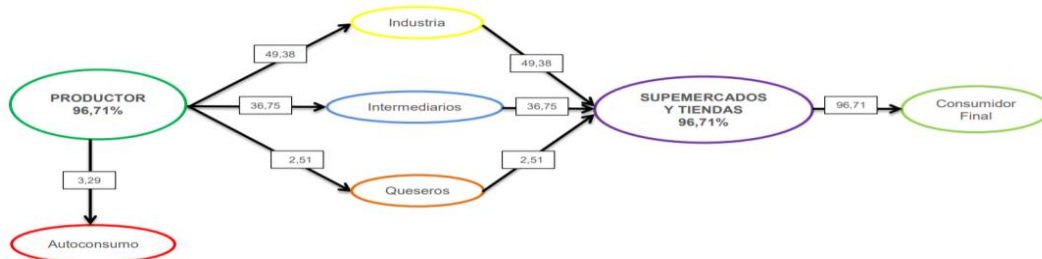 Industria
49,38
49,38
PRODUCTOR
96,71%
36,75
Intermediarios
36,75
SUPEMERCADOS
Y TIENDAS
96,71%
96,71
Consumidor
Final
2,51
2,51
3,29
Queseros
Autoconsumo